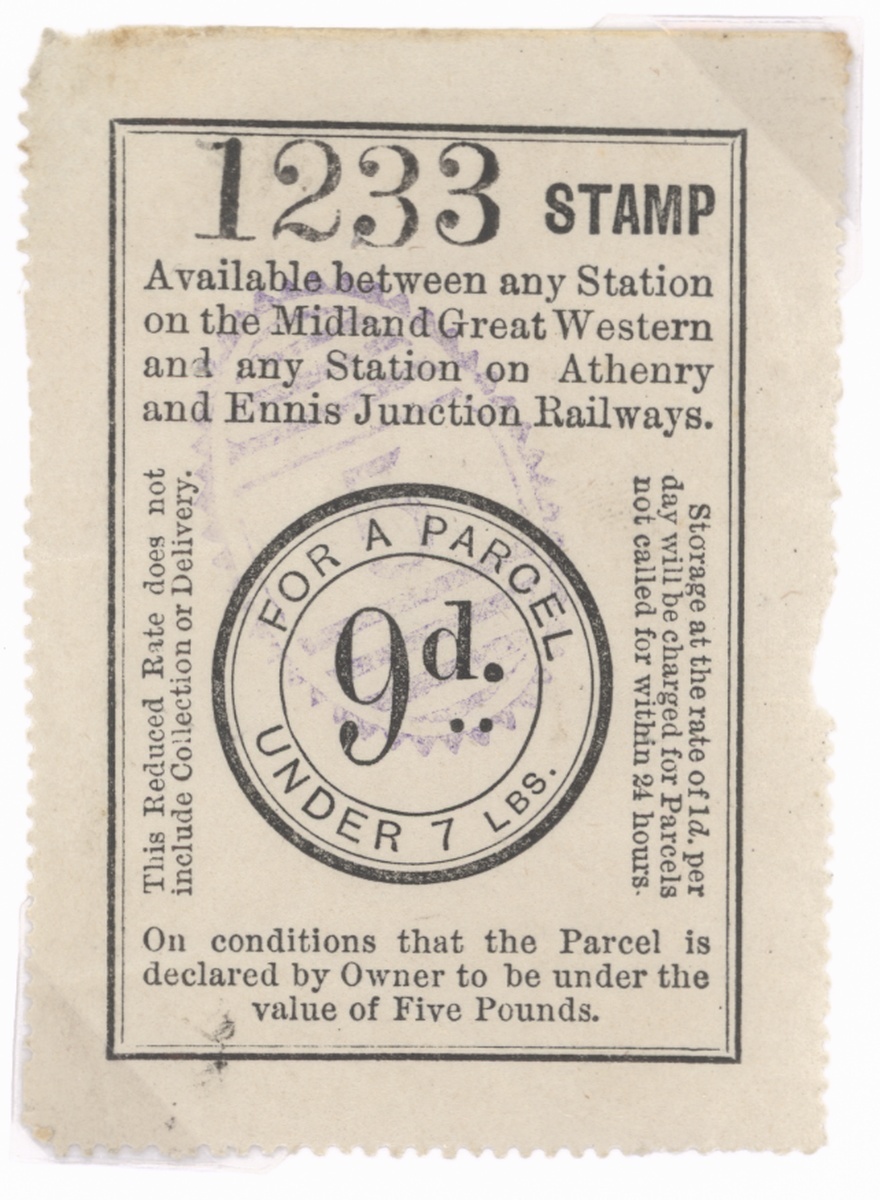 1233 STAMP
Available between any Station
on the Midland Great Western
and any Station on Athenry
and Ennis Junction Railways.
This Reduced Rate does not
include Collection or Delivery.
FOR A PARCEL
9d.
UNDER 7 LBS.
Storage at the rate of 1d. per
day will be charged for Parcels
not called for within 24 hours.
On conditions that the Parcel is
declared by Owner to be under the
value of Five Pounds.